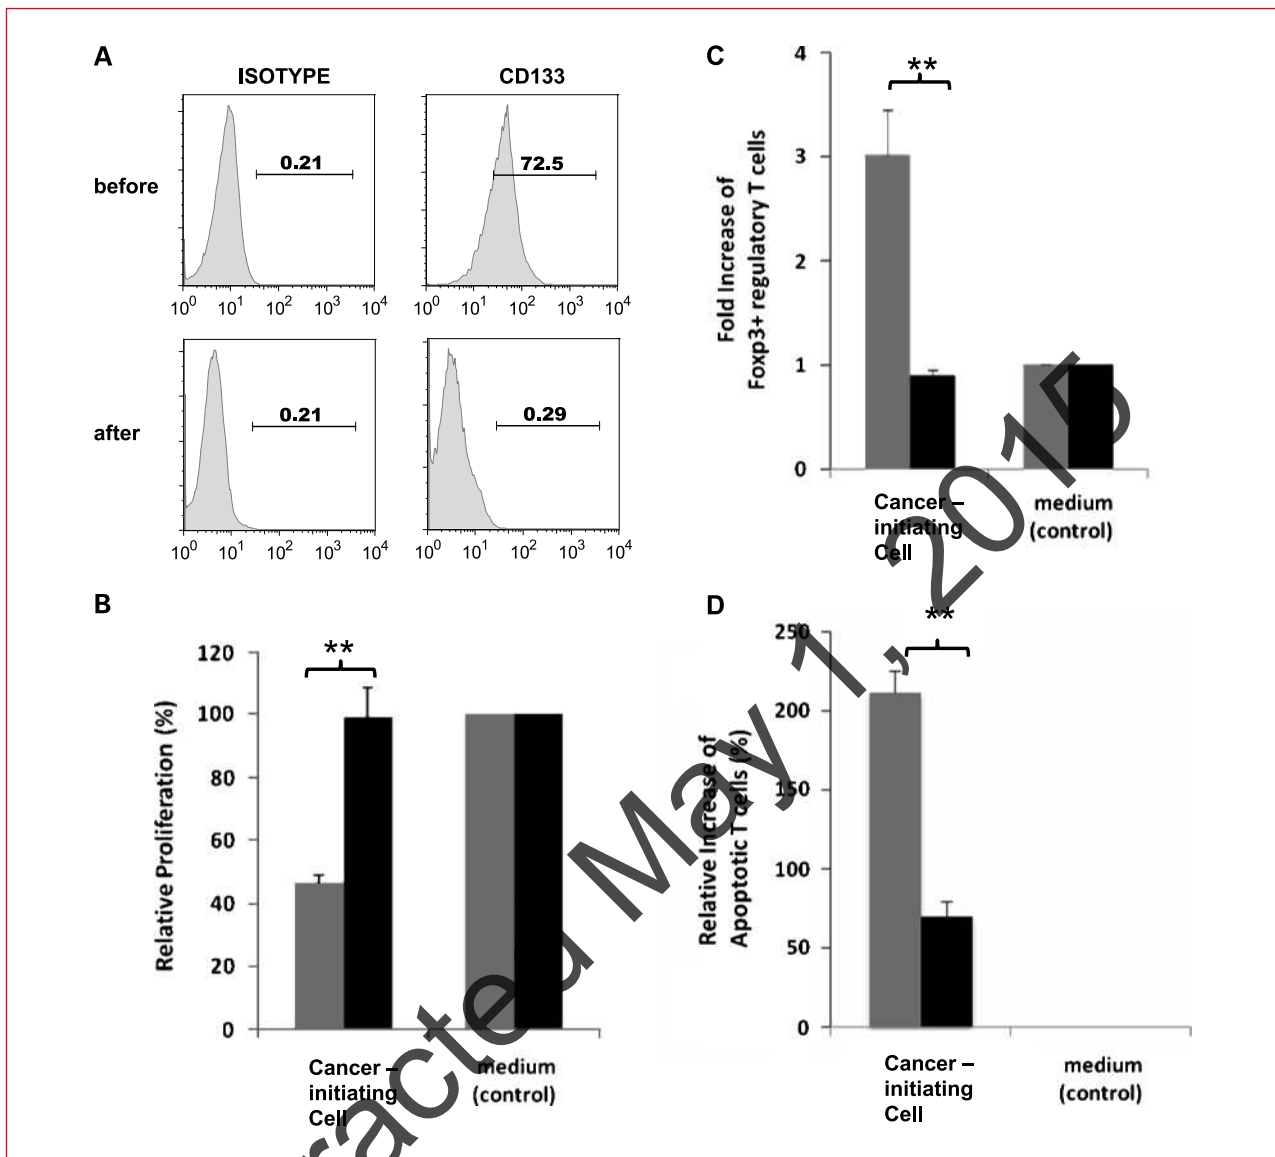 A
ISOTYPE
CD133
before
0.21
72.5
10^0 10^1 10^2 10^3 10^4
10^0 10^1 10^2 10^3 10^4
after
0.21
0.29
10^0 10^1 10^2 10^3 10^4
10^0 10^1 10^2 10^3 10^4
B
Relative Proliferation (%)
120
100
80
60
40
20
0
**
Cancer –
initiating
Cell
medium
(control)
C
Fold Increase of
Foxp3+ regulatory T cells
4
3
2
1
0
**
Cancer –
initiating
Cell
medium
(control)
D
Relative Increase of
Apoptotic T cells (%)
250
200
150
100
50
0
**
Cancer –
initiating
Cell
medium
(control)
racted May 1, 2015